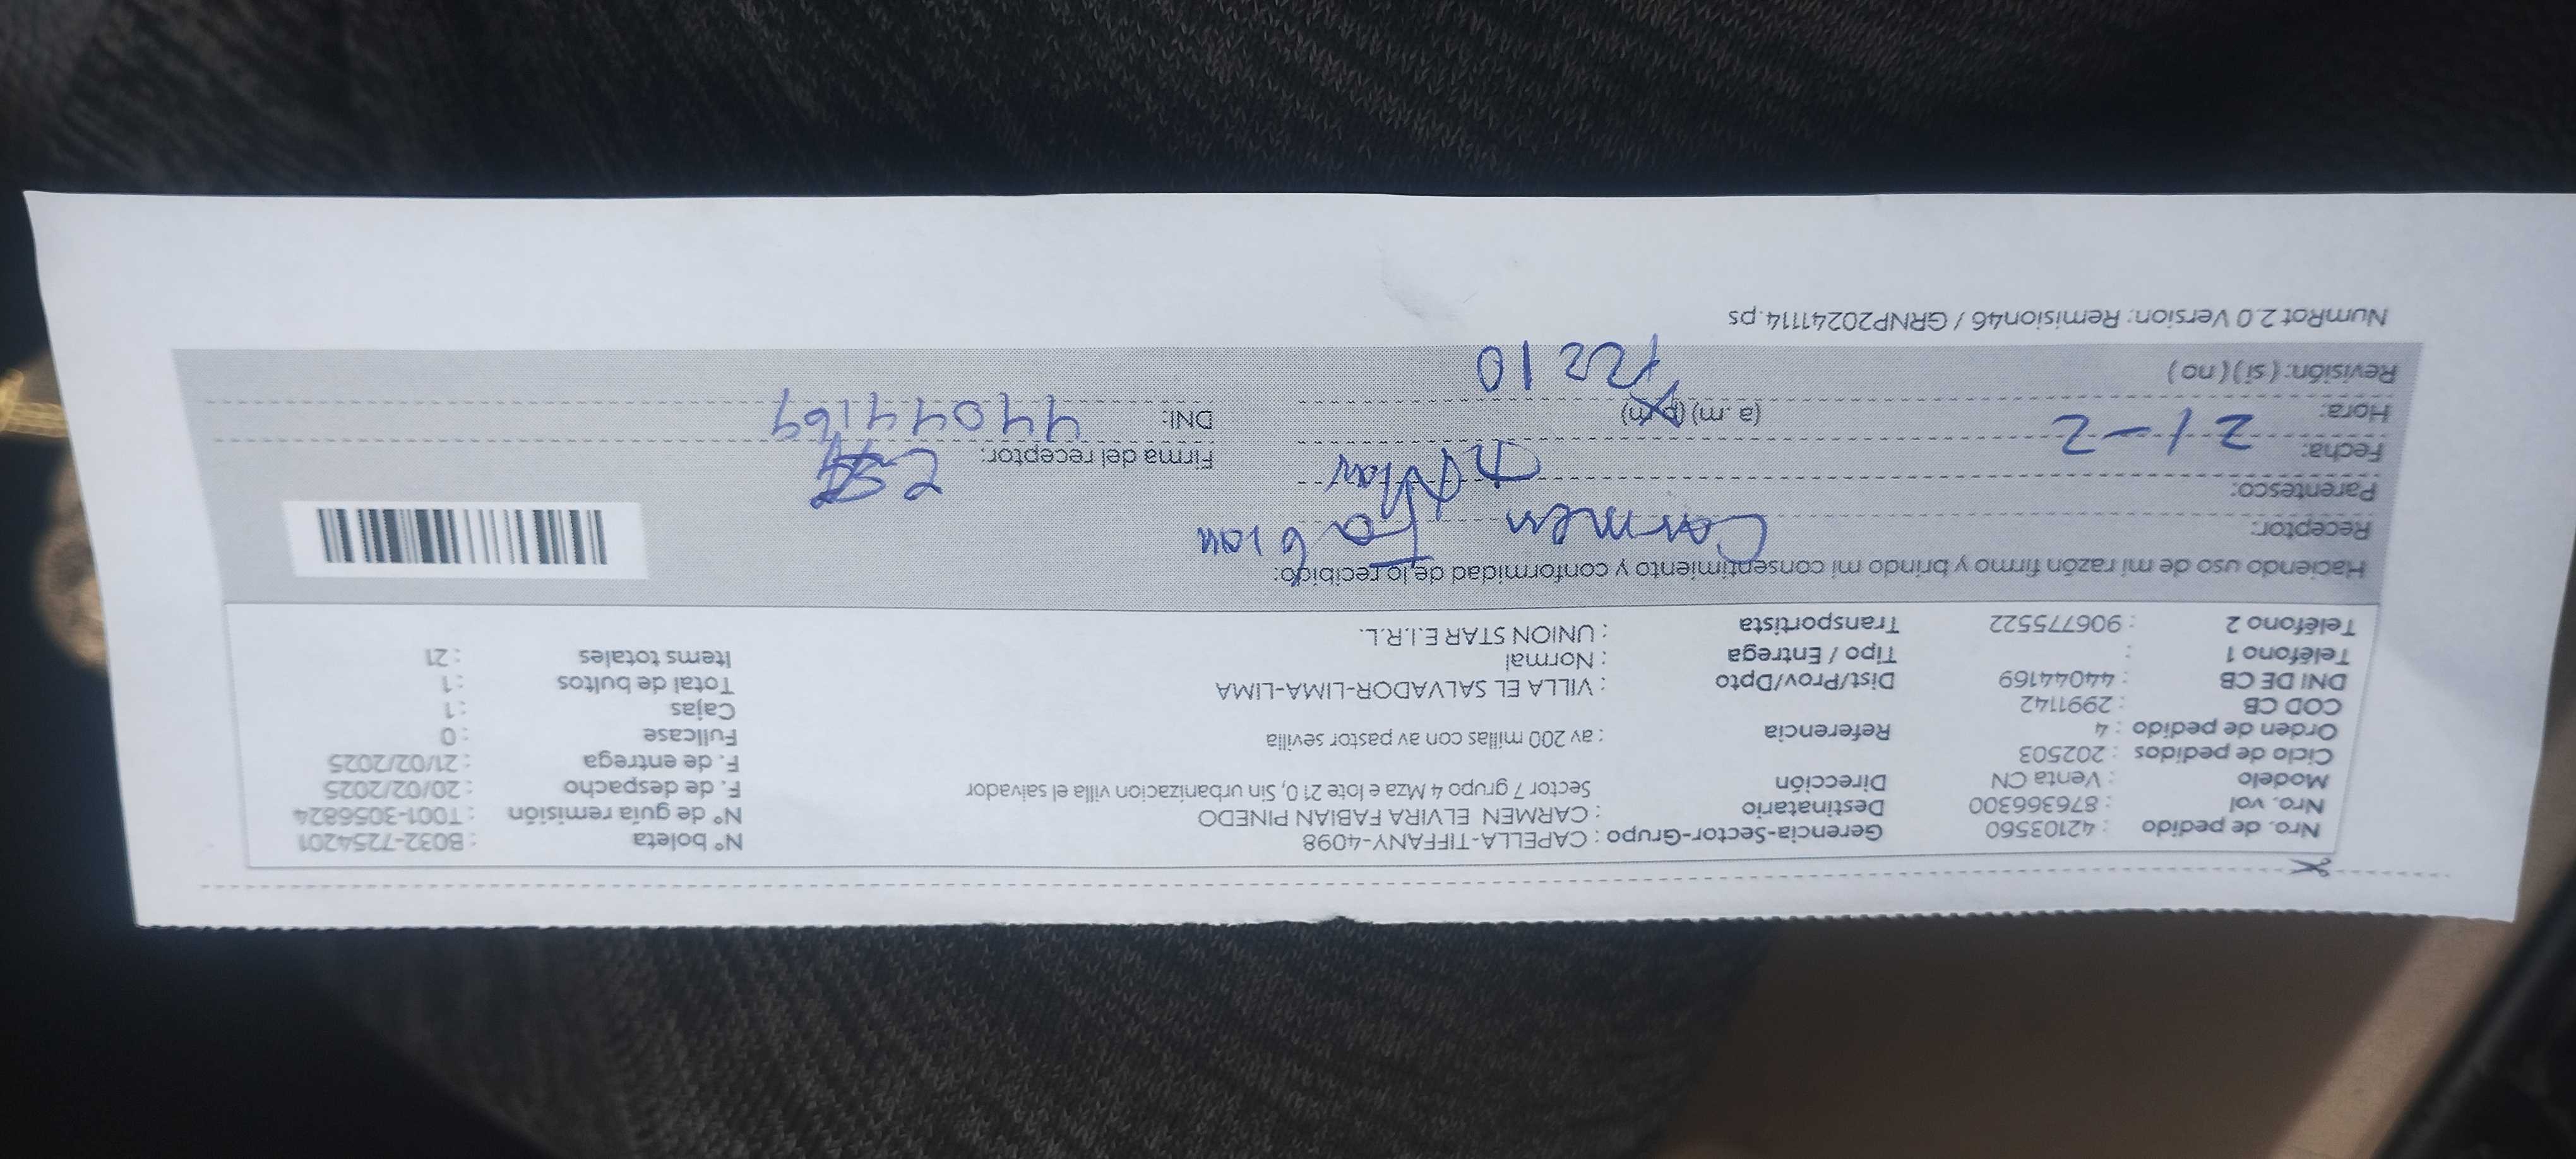 Nro. de pedido : 42103560 Gerencia-Sector-Grupo : CAPELLA-TIFFANY-4098 N° boleta : B032-7254201
Nro. vol : 876366300 Destinatario : CARMEN ELVIRA FABIAN PINEDO N° de guía remisión : T001-3056824
Modelo : Venta CN Dirección Sector 7 grupo 4 Mza e lote 21 0, Sin urbanizacion villa el salvador F. de despacho : 20/02/2025
Ciclo de pedidos : 202503 F. de entrega : 21/02/2025
Orden de pedido : 4 Referencia : av 200 millas con av pastor sevilla Fullcase : 0
COD CB : 2991142 Cajas : 1
DNI DE CB : 44044169 Dist/Prov/Dpto : VILLA EL SALVADOR-LIMA-LIMA Total de bultos : 1
Teléfono 1 : Tipo / Entrega : Normal Items totales : 21
Teléfono 2 : 906775522 Transportista : UNION STAR E.I.R.L.
Haciendo uso de mi razón firmo y brindo mi consentimiento y conformidad de lo recibido:
Receptor: Carmen Fabian
Parentesco:
Fecha: 21-2 Firma del receptor:
Hora: (a.m) (p.m) DNI: 44044169
Revisión: ( si ) ( no )
NumRot 2.0 Version: Remision46 / GRNP20241114.ps